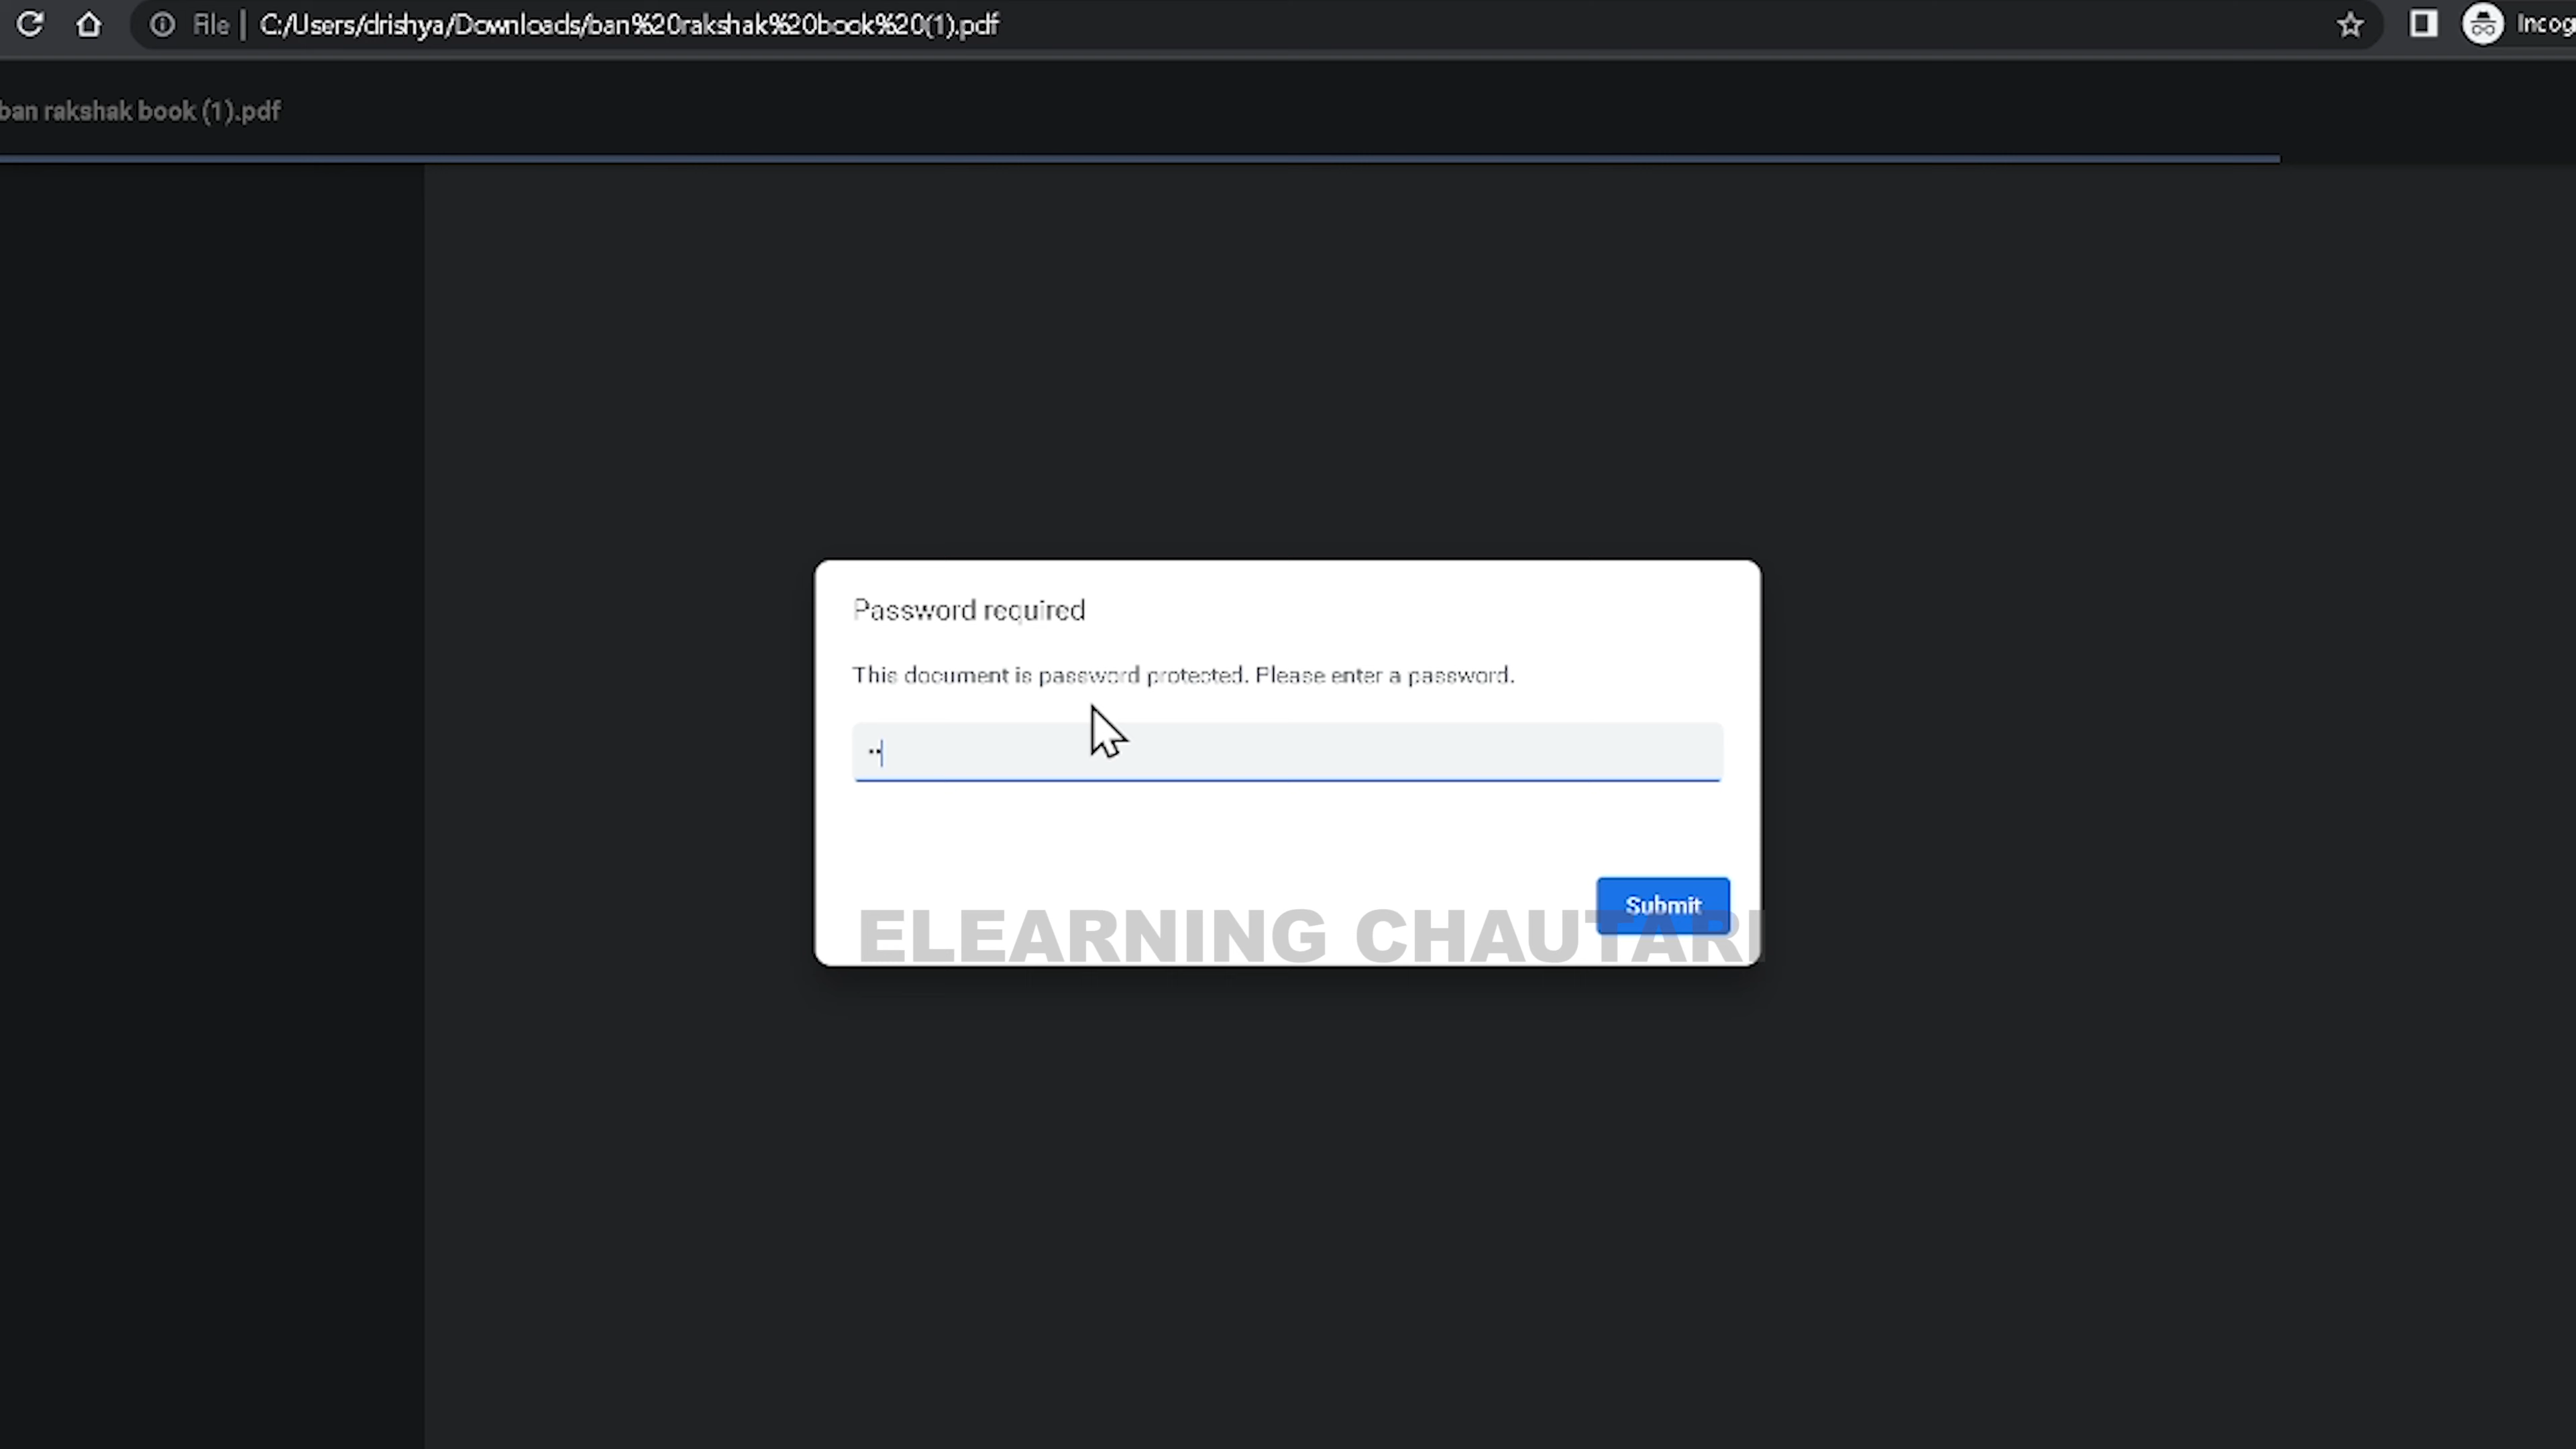 File | C:/Users/drishya/Downloads/ban%20rakshak%20book%20(1).pdf
Incog
ban rakshak book (1).pdf
Password required
This document is password protected. Please enter a password.
··
Submit
ELEARNING CHAUTARI